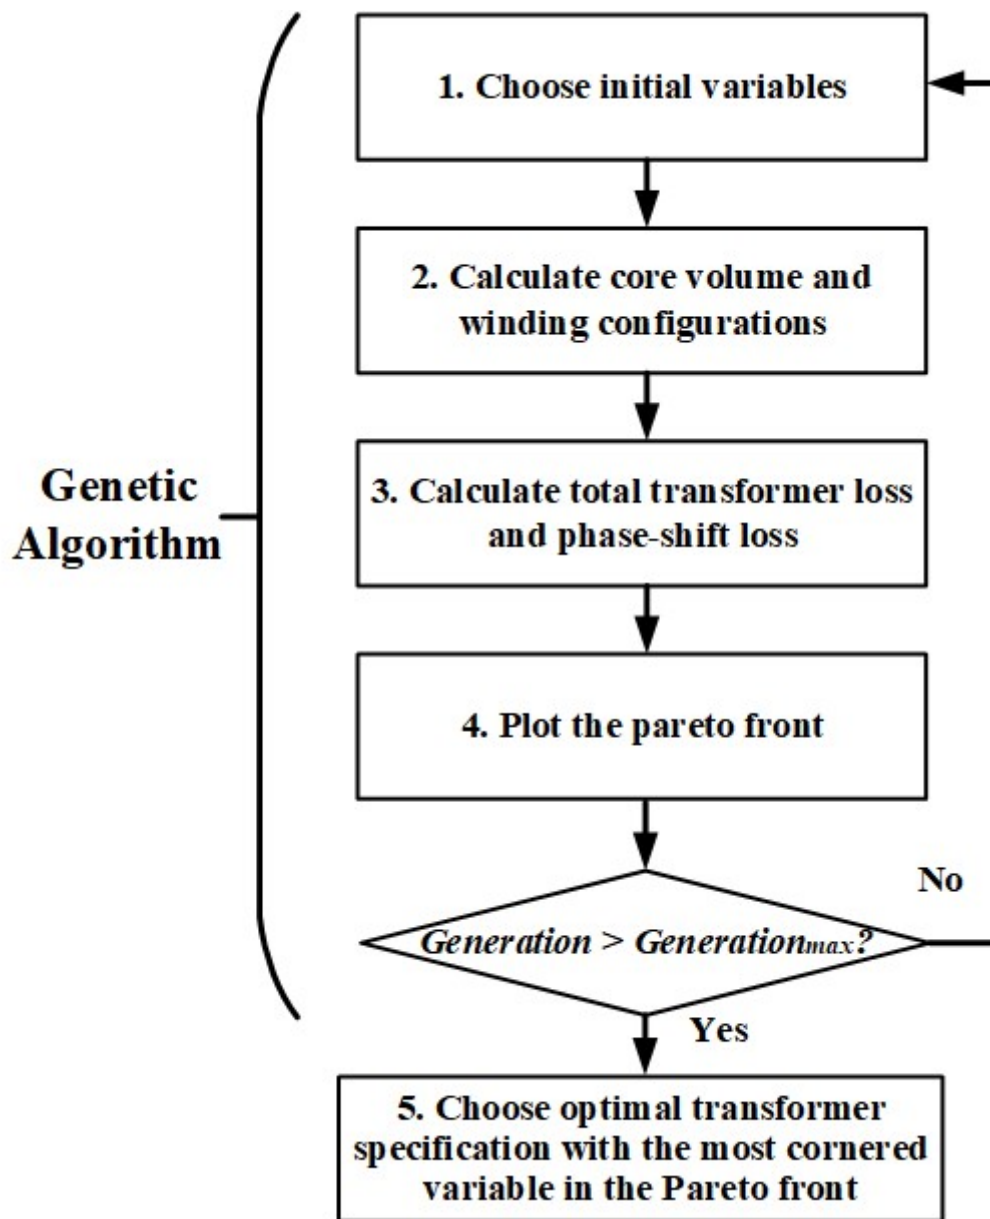 1. Choose initial variables
2. Calculate core volume and
winding configurations
Genetic
Algorithm
3. Calculate total transformer loss
and phase-shift loss
4. Plot the pareto front
Generation > Generationmax?
No
Yes
5. Choose optimal transformer
specification with the most cornered
variable in the Pareto front